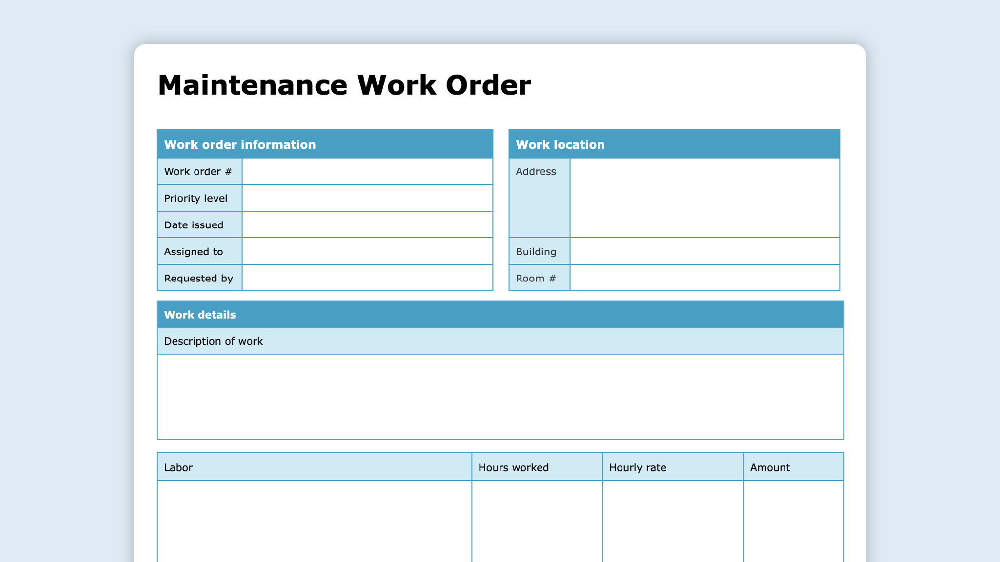 Maintenance Work Order
Work order information
Work order #
Priority level
Date issued
Assigned to
Requested by
Work location
Address
Building
Room #
Work details
Description of work
Labor
Hours worked
Hourly rate
Amount